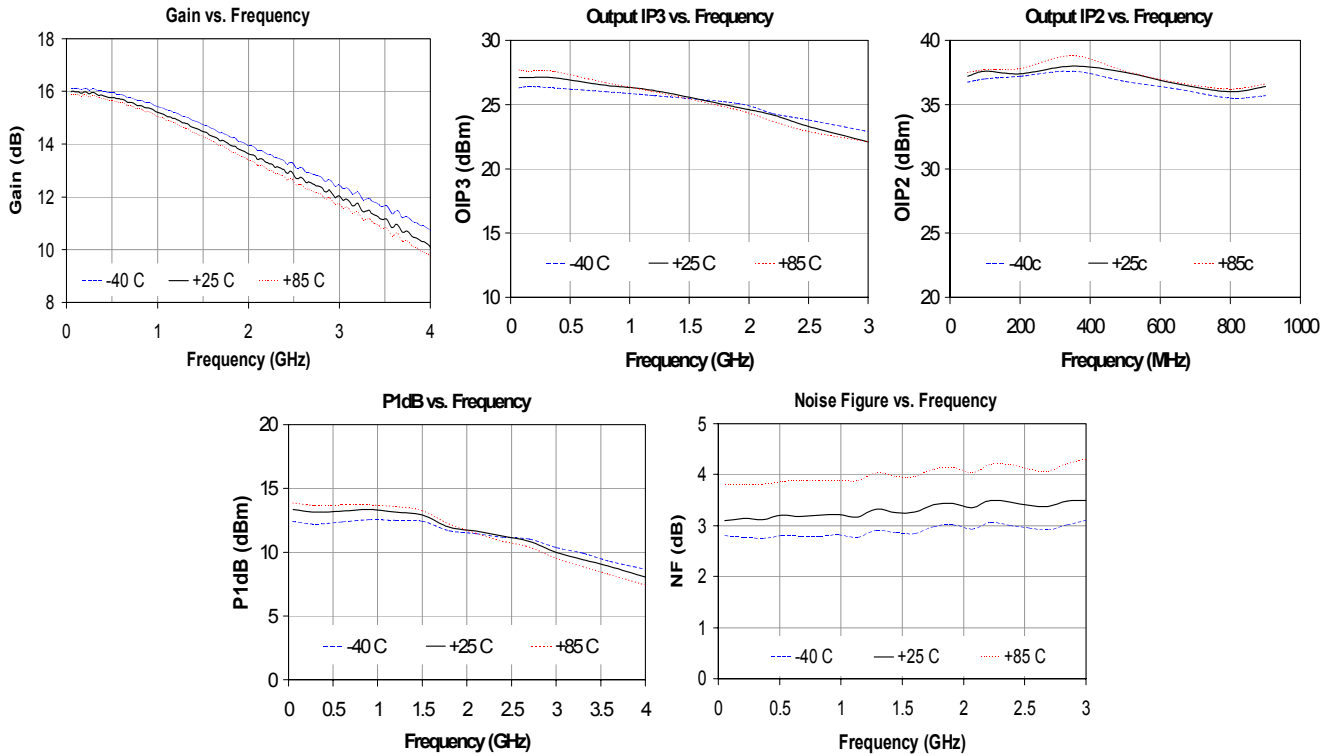 Gain vs. Frequency
18
16
14
12
10
8
Gain (dB)
-40 C
+25 C
+85 C
0 1 2 3 4
Frequency (GHz)
Output IP3 vs. Frequency
30
25
20
15
10
OIP3 (dBm)
-40 C
+25 C
+85 C
0 0.5 1 1.5 2 2.5 3
Frequency (GHz)
Output IP2 vs. Frequency
40
35
30
25
20
OIP2 (dBm)
-40c
+25c
+85c
0 200 400 600 800 1000
Frequency (MHz)
P1dB vs. Frequency
20
15
10
5
0
P1dB (dBm)
-40 C
+25 C
+85 C
0 0.5 1 1.5 2 2.5 3 3.5 4
Frequency (GHz)
Noise Figure vs. Frequency
5
4
3
2
1
0
NF (dB)
-40 C
+25 C
+85 C
0 0.5 1 1.5 2 2.5 3
Frequency (GHz)